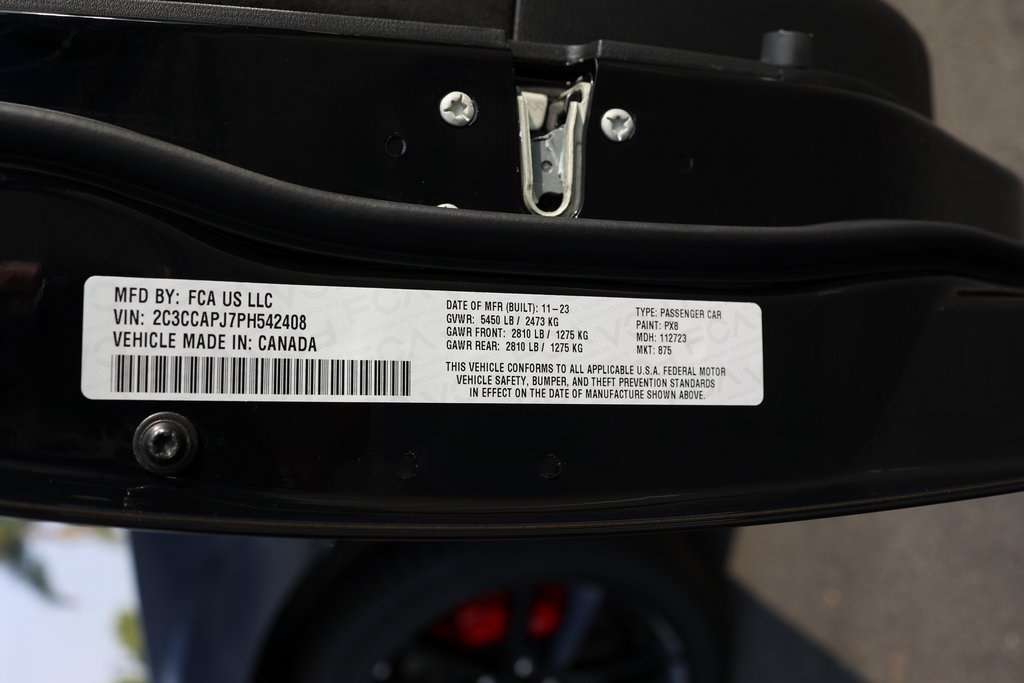 MFD BY: FCA US LLC
VIN: 2C3CCAPJ7PH542408
VEHICLE MADE IN: CANADA
DATE OF MFR (BUILT): 11-23
GVWR: 5450 LB / 2473 KG
GAWR FRONT: 2810 LB / 1275 KG
GAWR REAR: 2810 LB / 1275 KG
TYPE: PASSENGER CAR
PAINT: PX8
MDH: 112723
MKT: 875
THIS VEHICLE CONFORMS TO ALL APPLICABLE U.S.A. FEDERAL MOTOR
VEHICLE SAFETY, BUMPER, AND THEFT PREVENTION STANDARDS
IN EFFECT ON THE DATE OF MANUFACTURE SHOWN ABOVE.